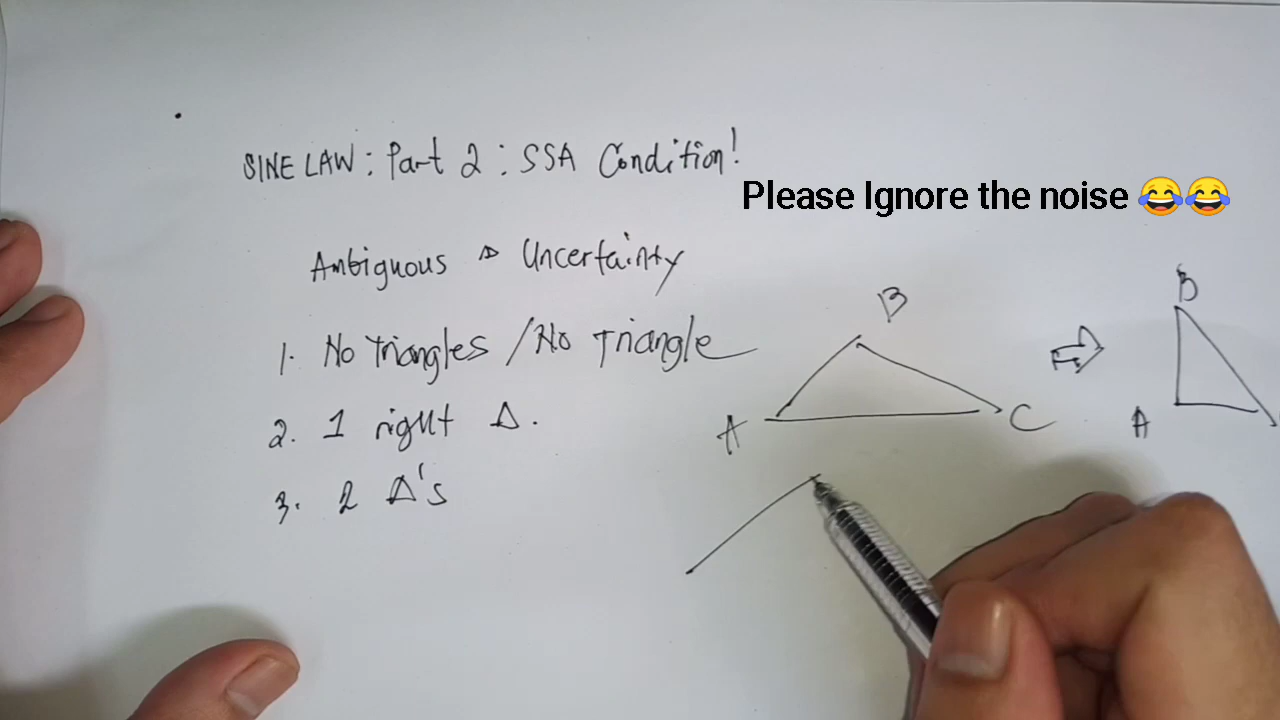 SINE LAW : Part 2 : SSA Condition!
Please Ignore the noise 😂😂
Ambiguous ⇒ Uncertainty
1. No triangles / No Triangle
2. 1 right Δ.
3. 2 Δ's
B
A
C
B
A